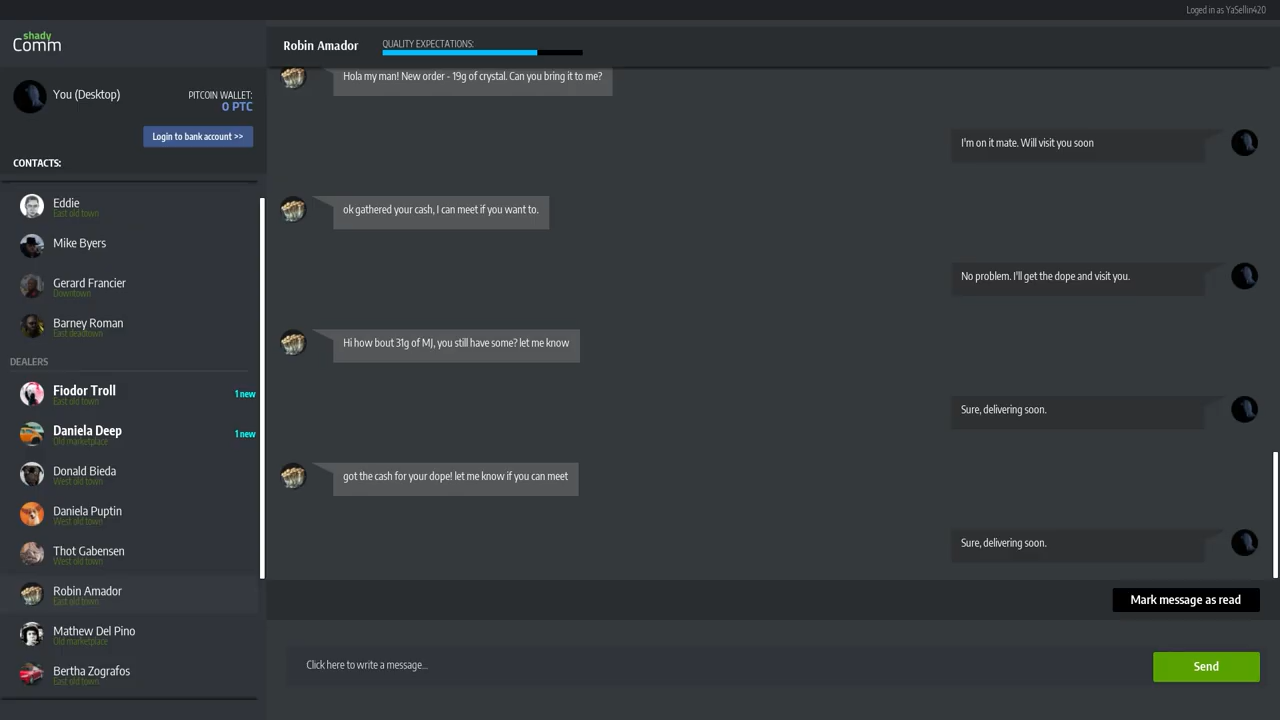 Loged in as YaSellin420
shady
Comm
Robin Amador
QUALITY EXPECTATIONS:
You (Desktop)
PITCOIN WALLET:
0 PTC
Login to bank account >>
CONTACTS:
Eddie
East old town
Mike Byers
Gerard Francier
Downtown
Barney Roman
East deadtown
DEALERS
Fiodor Troll
East old town
1 new
Daniela Deep
Old marketplace
1 new
Donald Bieda
West old town
Daniela Puptin
West old town
Thot Gabensen
West old town
Robin Amador
East old town
Mathew Del Pino
Old marketplace
Bertha Zografos
East old town
Hola my man! New order - 19g of crystal. Can you bring it to me?
I'm on it mate. Will visit you soon
ok gathered your cash, I can meet if you want to.
No problem. I'll get the dope and visit you.
Hi how bout 31g of MJ, you still have some? let me know
Sure, delivering soon.
got the cash for your dope! let me know if you can meet
Sure, delivering soon.
Mark message as read
Click here to write a message...
Send